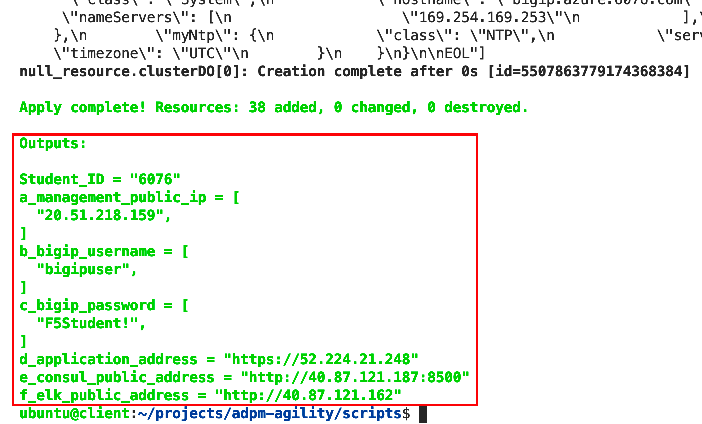 \"class\": \"System\",\n \"hostname\": \"bigip.azure.6076.com\"
\"nameServers\": [\n \"169.254.169.253\"\n ],
},\n \"myNtp\": {\n \"class\": \"NTP\",\n \"serv
\"timezone\": \"UTC\"\n }\n }\n}\n\nEOL"]
null_resource.clusterDO[0]: Creation complete after 0s [id=5507863779174368384]
Apply complete! Resources: 38 added, 0 changed, 0 destroyed.
Outputs:
Student_ID = "6076"
a_management_public_ip = [
"20.51.218.159",
]
b_bigip_username = [
"bigipuser",
]
c_bigip_password = [
"F5Student!",
]
d_application_address = "https://52.224.21.248"
e_consul_public_address = "http://40.87.121.187:8500"
f_elk_public_address = "http://40.87.121.162"
ubuntu@client:~/projects/adpm-agility/scripts$